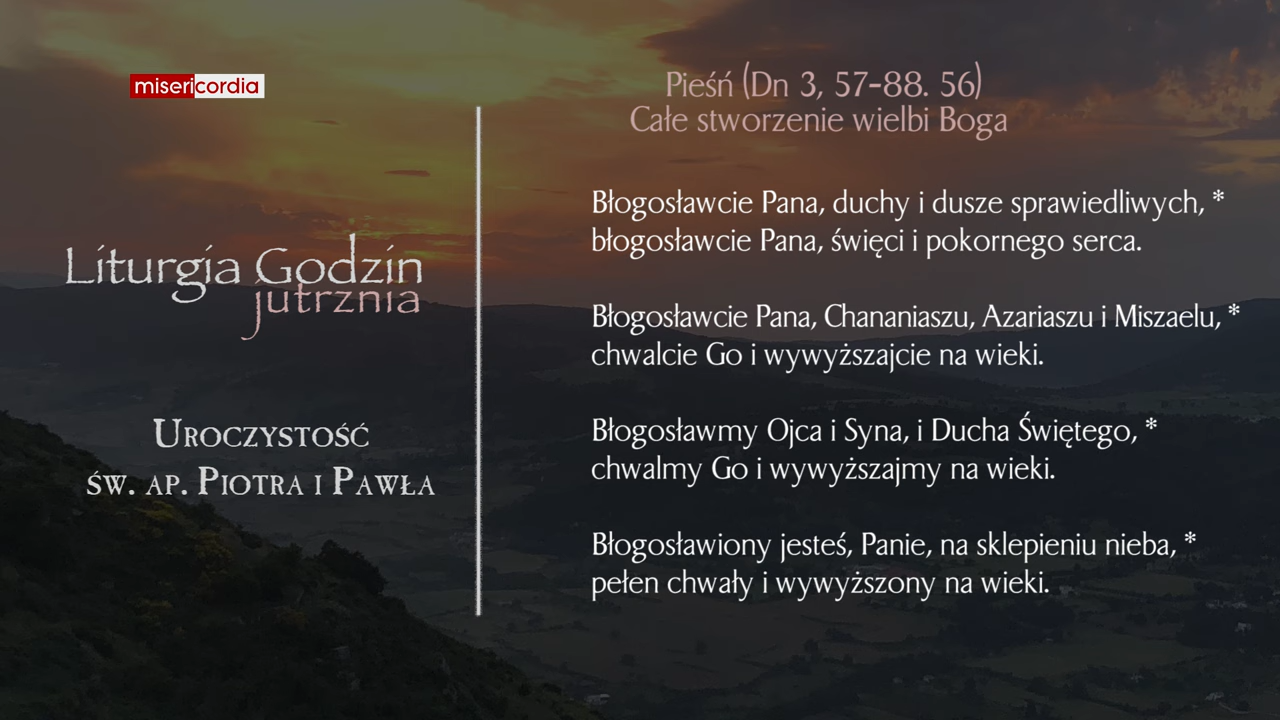 misericordia
Liturgia Godzin
jutrznia
Uroczystość
św. ap. Piotra i Pawła
Pieśń (Dn 3, 57-88. 56)
Całe stworzenie wielbi Boga
Błogosławcie Pana, duchy i dusze sprawiedliwych, *
błogosławcie Pana, święci i pokornego serca.
Błogosławcie Pana, Chananiaszu, Azariaszu i Miszaelu, *
chwalcie Go i wywyższajcie na wieki.
Błogosławmy Ojca i Syna, i Ducha Świętego, *
chwalmy Go i wywyższajmy na wieki.
Błogosławiony jesteś, Panie, na sklepieniu nieba, *
pełen chwały i wywyższony na wieki.